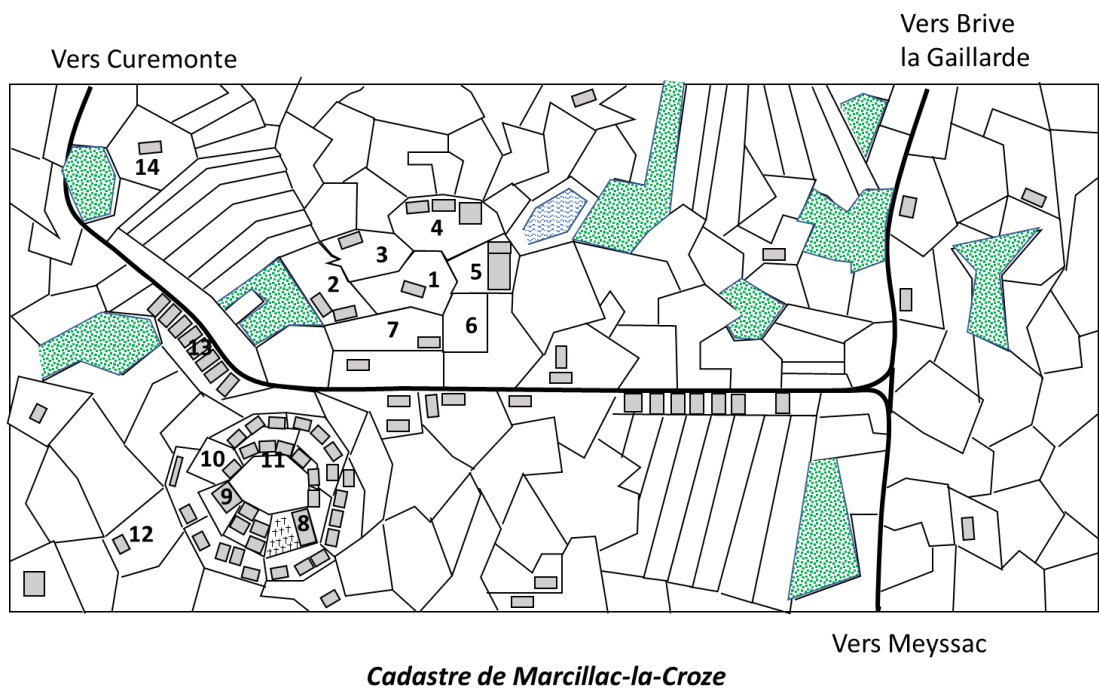 Vers Brive
la Gaillarde
Vers Curemonte
14
4
3
1
5
2
6
7
13
10
11
9
8
12
Vers Meyssac
Cadastre de Marcillac-la-Croze